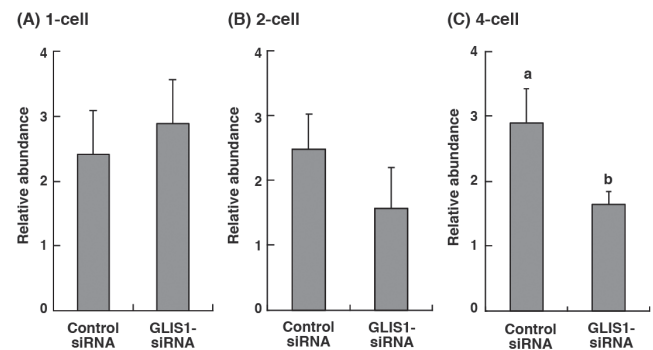 (A) 1-cell
Relative abundance
4
3
2
1
0
Control
siRNA
GLIS1-
siRNA
(B) 2-cell
Relative abundance
4
3
2
1
0
Control
siRNA
GLIS1-
siRNA
(C) 4-cell
Relative abundance
4
3
2
1
0
a
b
Control
siRNA
GLIS1-
siRNA